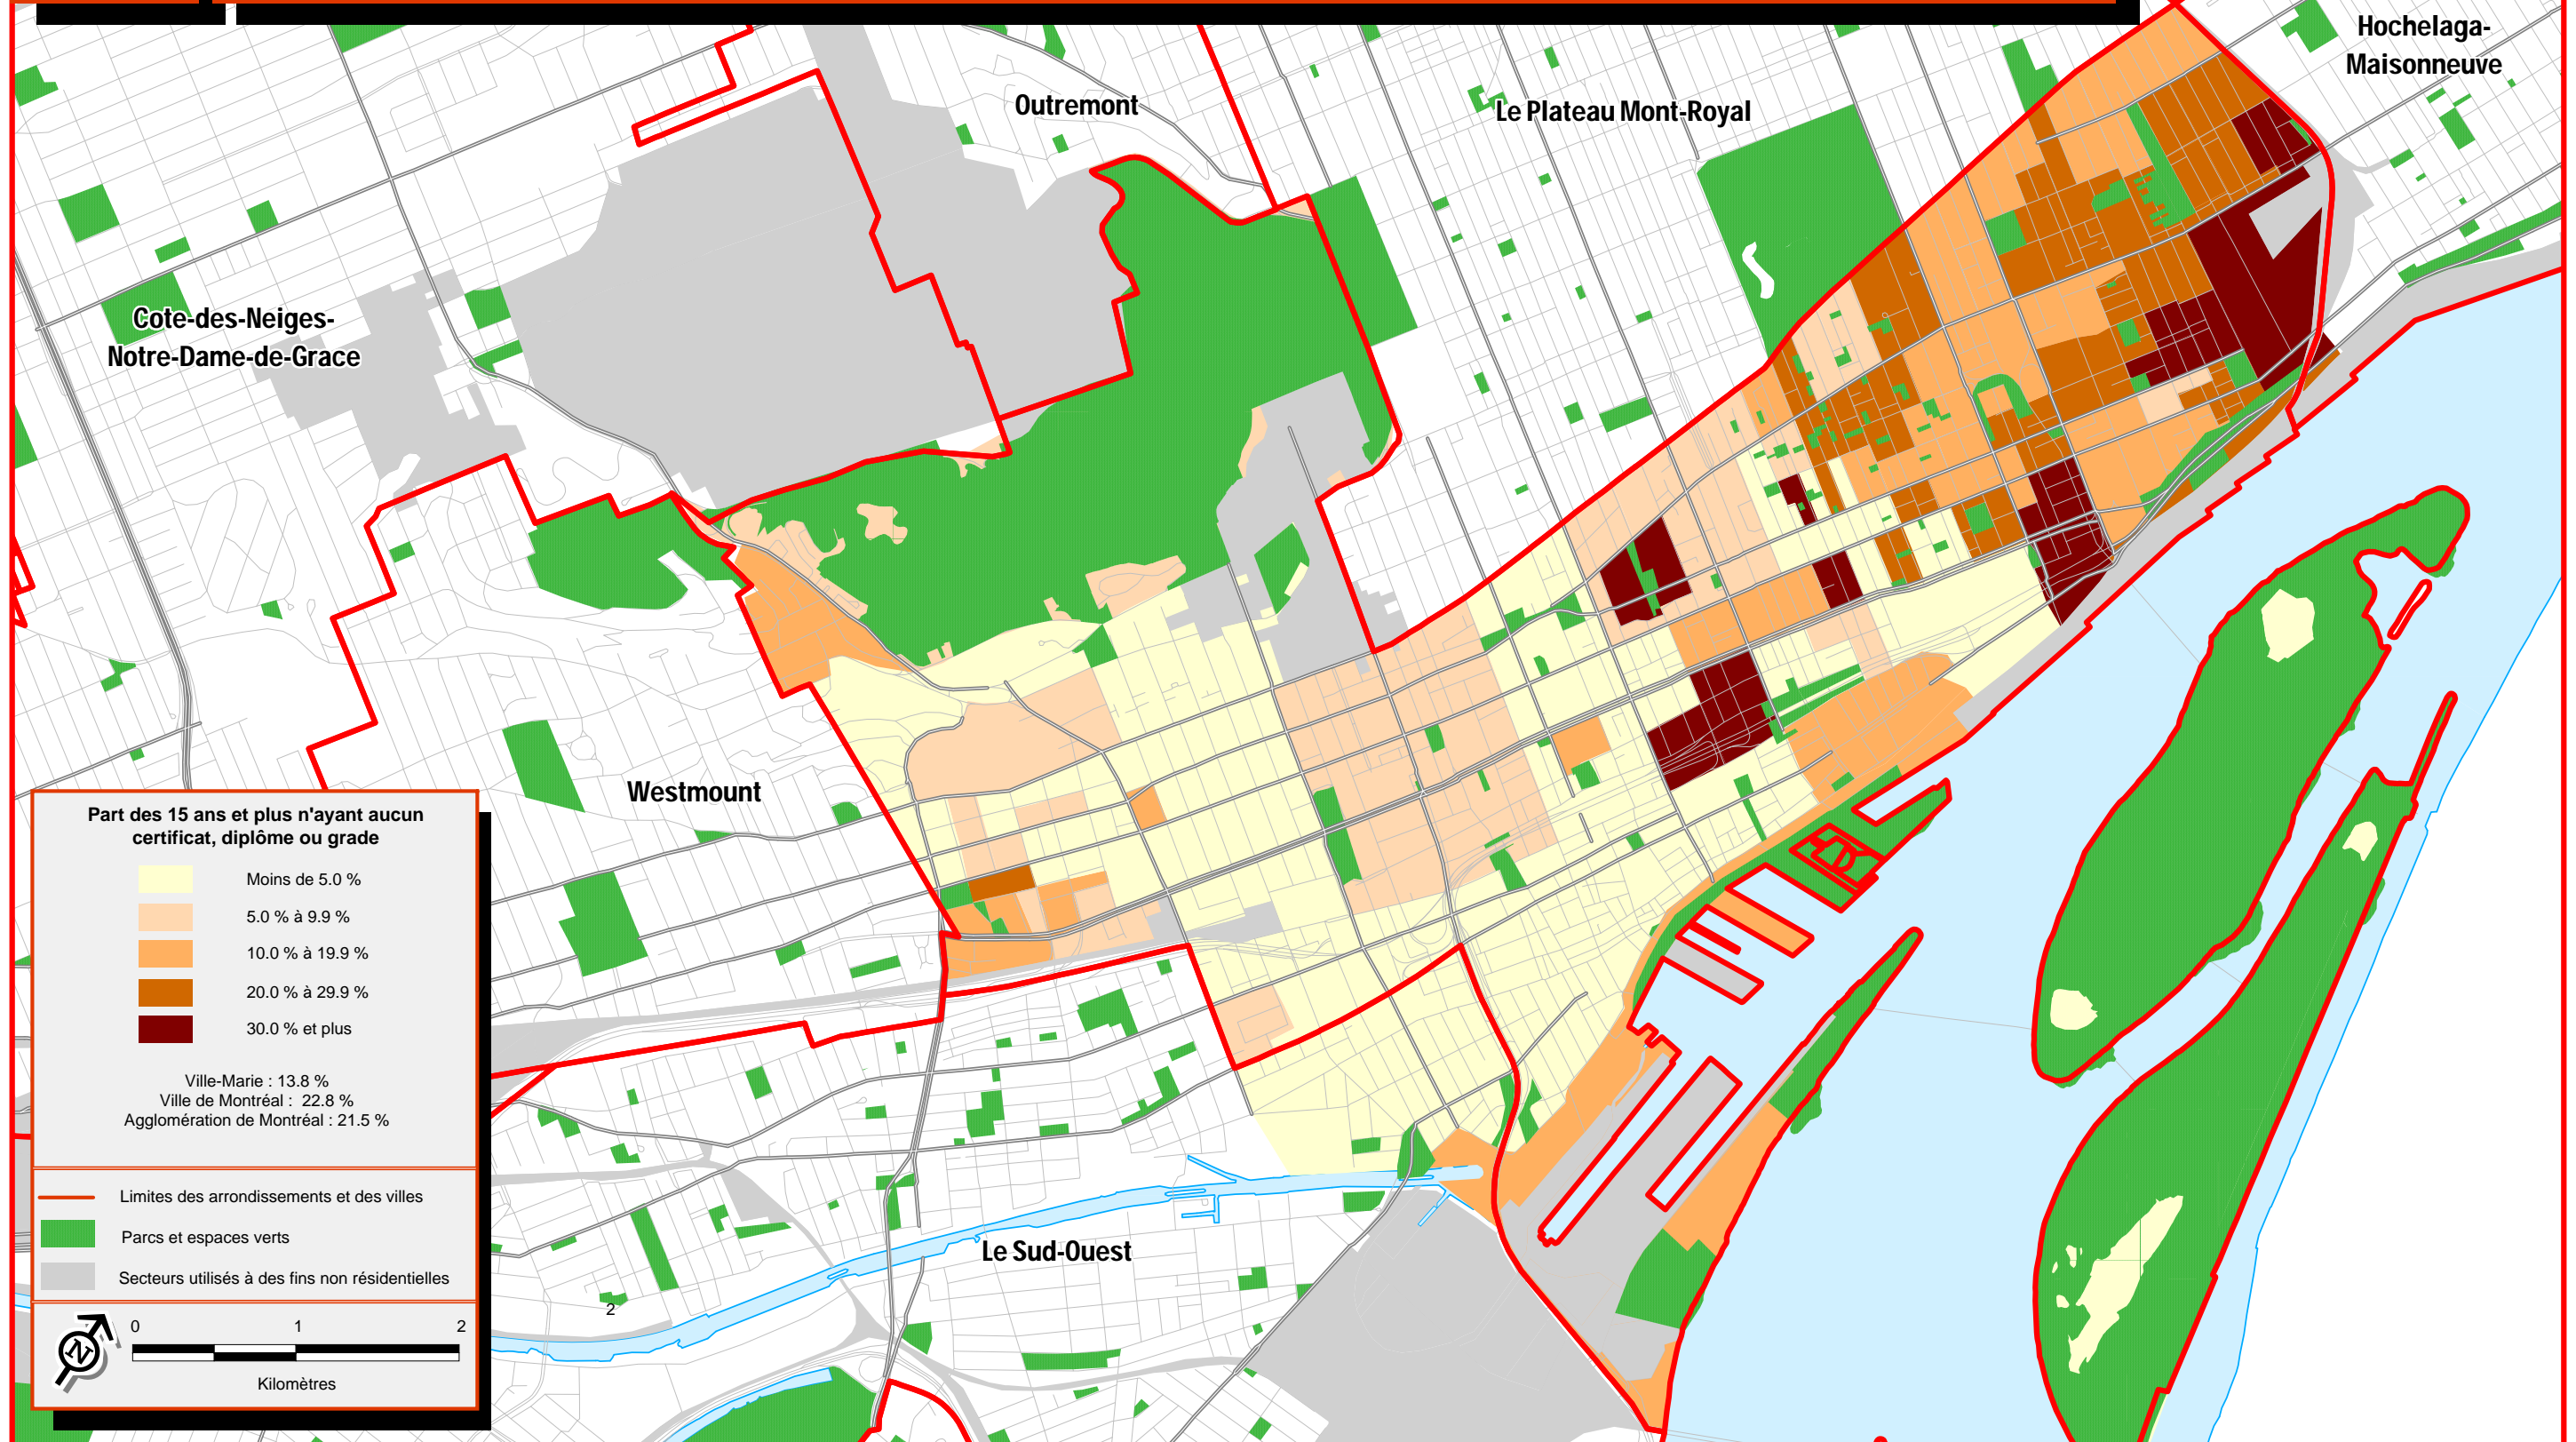 Hochelaga-
Maisonneuve
Outremont
Le Plateau Mont-Royal
Cote-des-Neiges-
Notre-Dame-de-Grace
Westmount
Le Sud-Ouest
Part des 15 ans et plus n'ayant aucun
certificat, diplôme ou grade
Moins de 5.0 %
5.0 % à 9.9 %
10.0 % à 19.9 %
20.0 % à 29.9 %
30.0 % et plus
Ville-Marie : 13.8 %
Ville de Montréal : 22.8 %
Agglomération de Montréal : 21.5 %
Limites des arrondissements et des villes
Parcs et espaces verts
Secteurs utilisés à des fins non résidentielles
N
0 1 2
Kilomètres
2